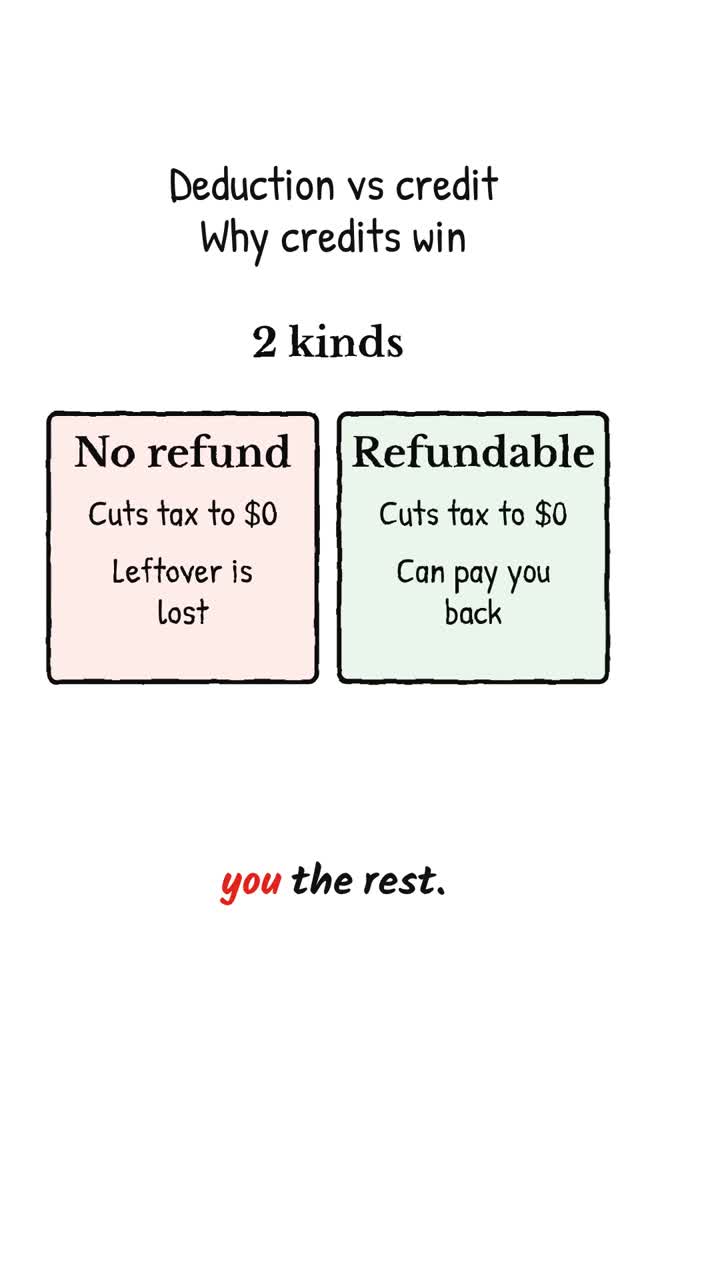 Deduction vs credit
Why credits win
2 kinds
No refund
Cuts tax to $0
Leftover is
lost
Refundable
Cuts tax to $0
Can pay you
back
you the rest.